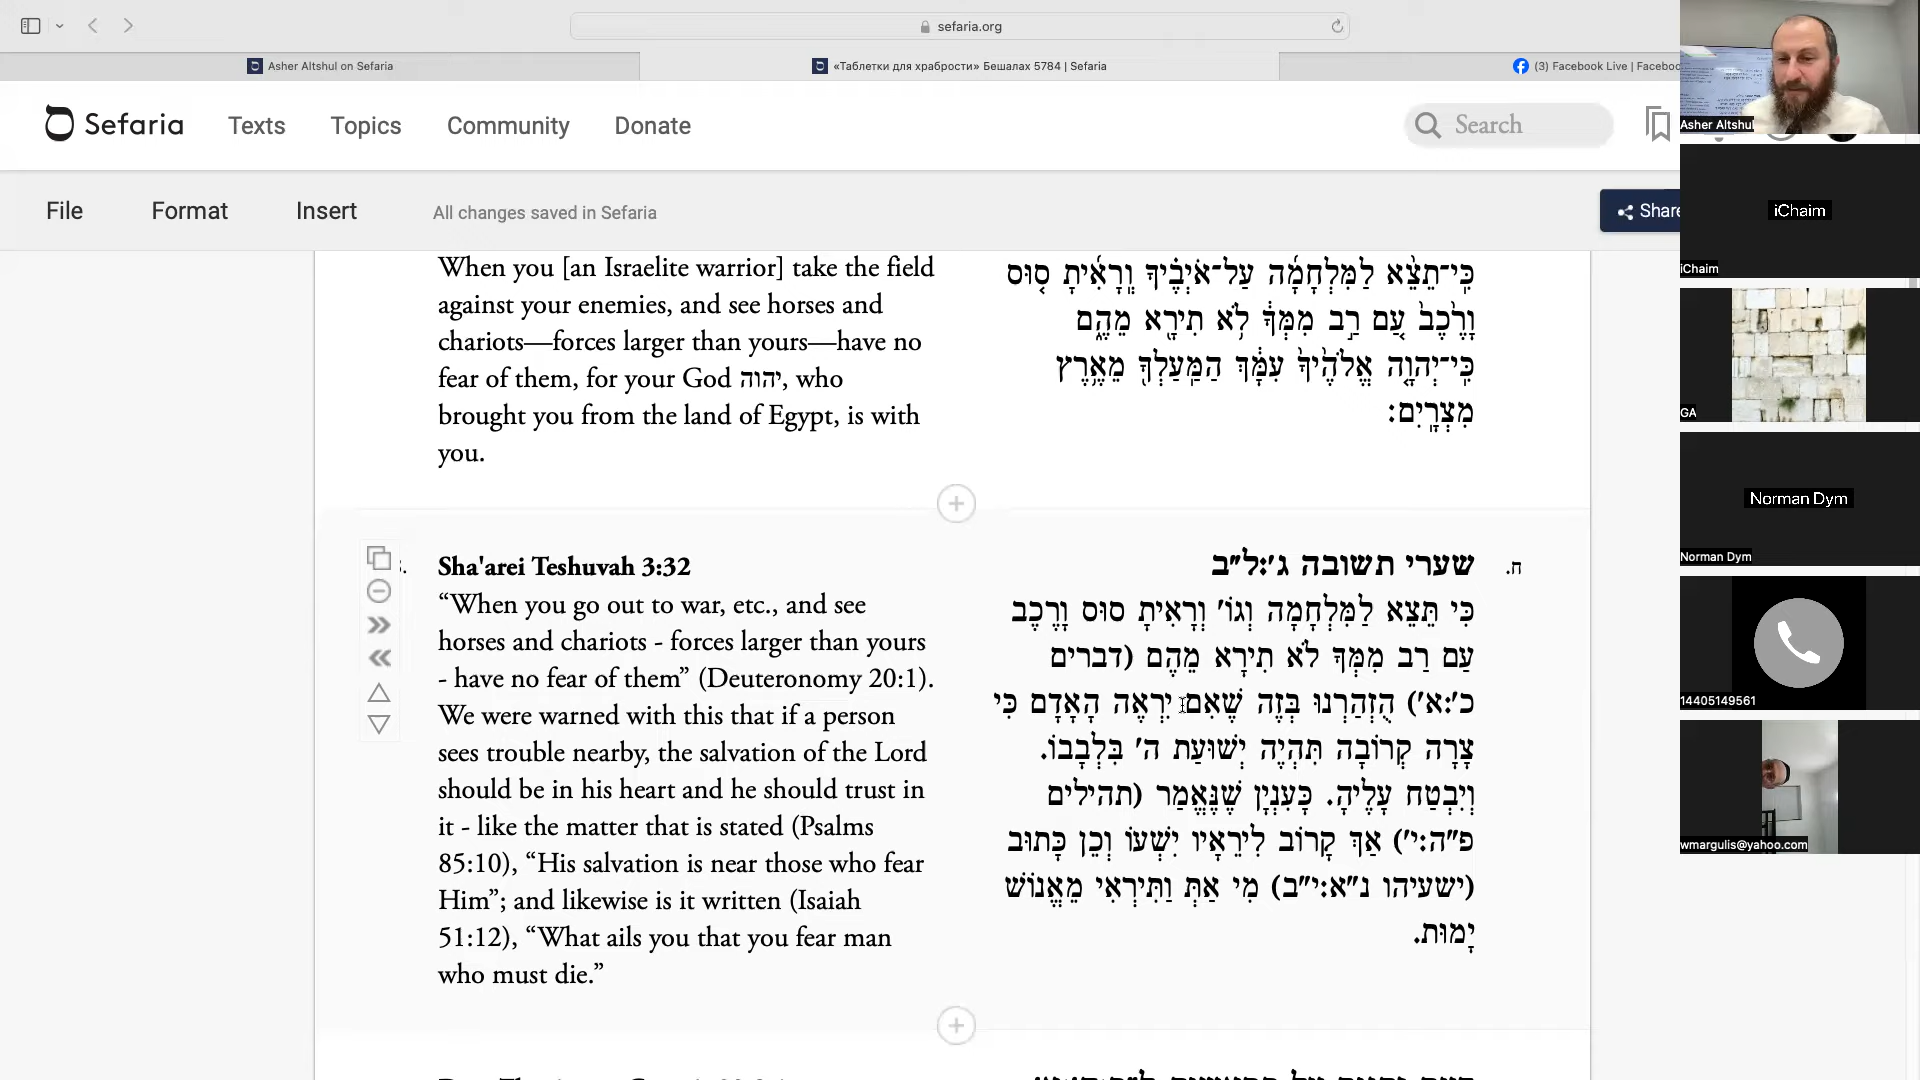 sefaria.org
Asher Altshul on Sefaria
«Таблетки для храбрости» Бешалах 5784 | Sefaria
(3) Facebook Live | Faceboo
Sefaria
Texts
Topics
Community
Donate
Search
File
Format
Insert
All changes saved in Sefaria
Share
When you [an Israelite warrior] take the field
against your enemies, and see horses and
chariots—forces larger than yours—have no
fear of them, for your God יהוה, who
brought you from the land of Egypt, is with
you.
כִּֽי־תֵצֵ֨א לַמִּלְחָמָ֜ה עַל־אֹיְבֶ֗יךָ וְֽרָאִ֜יתָ ס֤וּס
וָרֶ֙כֶב֙ עַ֚ם רַ֣ב מִמְּךָ֔ לֹ֥א תִירָ֖א מֵהֶ֑ם
כִּֽי־יְהוָ֤ה אֱלֹהֶ֙יךָ֙ עִמָּ֔ךְ הַמַּֽעַלְךָ֖ מֵאֶ֥רֶץ
מִצְרָֽיִם׃
Sha'arei Teshuvah 3:32
“When you go out to war, etc., and see
horses and chariots - forces larger than yours
- have no fear of them” (Deuteronomy 20:1).
We were warned with this that if a person
sees trouble nearby, the salvation of the Lord
should be in his heart and he should trust in
it - like the matter that is stated (Psalms
85:10), “His salvation is near those who fear
Him”; and likewise is it written (Isaiah
51:12), “What ails you that you fear man
who must die.”
ח.
שערי תשובה ג׳:ל״ב
כִּי תֵּצֵא לַמִּלְחָמָה וְגוֹ' וְרָאִיתָ סוּס וָרֶכֶב
עַם רַב מִמְּךָ לֹא תִירָא מֵהֶם (דברים
כ׳:א׳) הֻזְהַרְנוּ בְּזֶה שֶׁאִם יִרְאֶה הָאָדָם כִּי
צָרָה קְרוֹבָה תִּהְיֶה יְשׁוּעַת ה' בִּלְבָבוֹ.
וְיִבְטַח עָלֶיהָ. כָּעִנְיָן שֶׁנֶּאֱמַר (תהילים
פ״ה:י׳) אַךְ קָרוֹב לִירֵאָיו יִשְׁעוֹ וְכֵן כָּתוּב
(ישעיהו נ״א:י״ב) מִי אַתְּ וַתִּירְאִי מֵאֱנוֹשׁ
יָמוּת.
Asher Altshul
iChaim
iChaim
GA
Norman Dym
Norman Dym
14405149561
wmargulis@yahoo.com